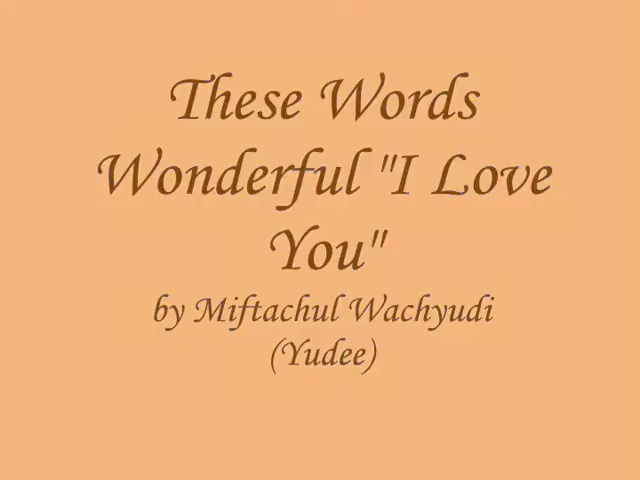 These Words
Wonderful "I Love
You"
by Miftachul Wachyudi
(Yudee)